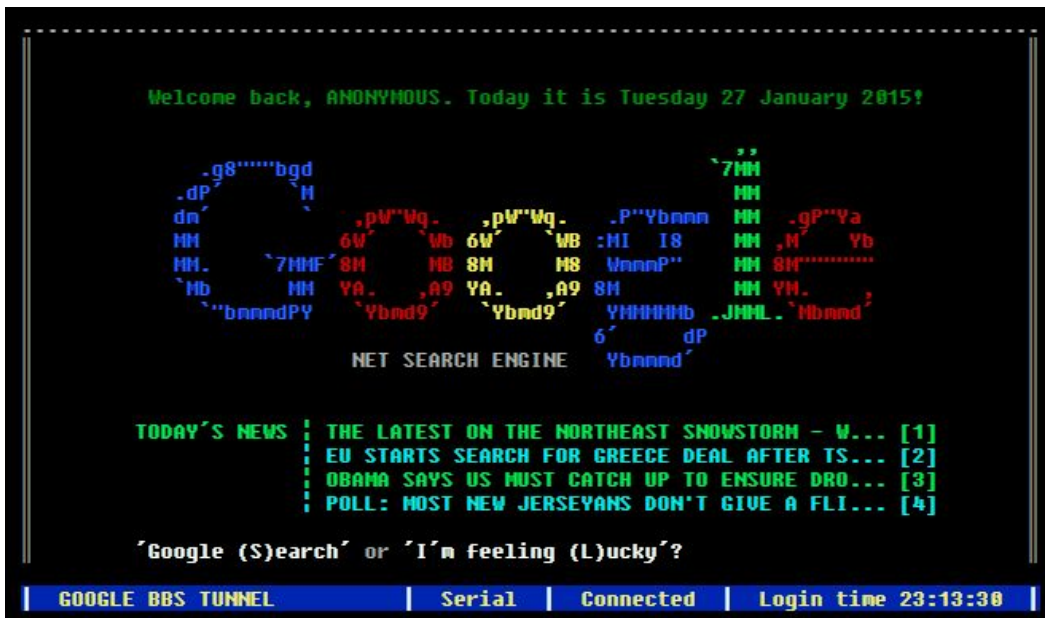 Welcome back, ANONYMOUS. Today it is Tuesday 27 January 2015!
Google
NET SEARCH ENGINE
TODAY´S NEWS ¦ THE LATEST ON THE NORTHEAST SNOWSTORM - W... [1]
¦ EU STARTS SEARCH FOR GREECE DEAL AFTER TS... [2]
¦ OBAMA SAYS US MUST CATCH UP TO ENSURE DRO... [3]
¦ POLL: MOST NEW JERSEYANS DON'T GIVE A FLI... [4]
´Google (S)earch´ or ´I´m feeling (L)ucky´?
| GOOGLE BBS TUNNEL | Serial | Connected | Login time 23:13:30 |